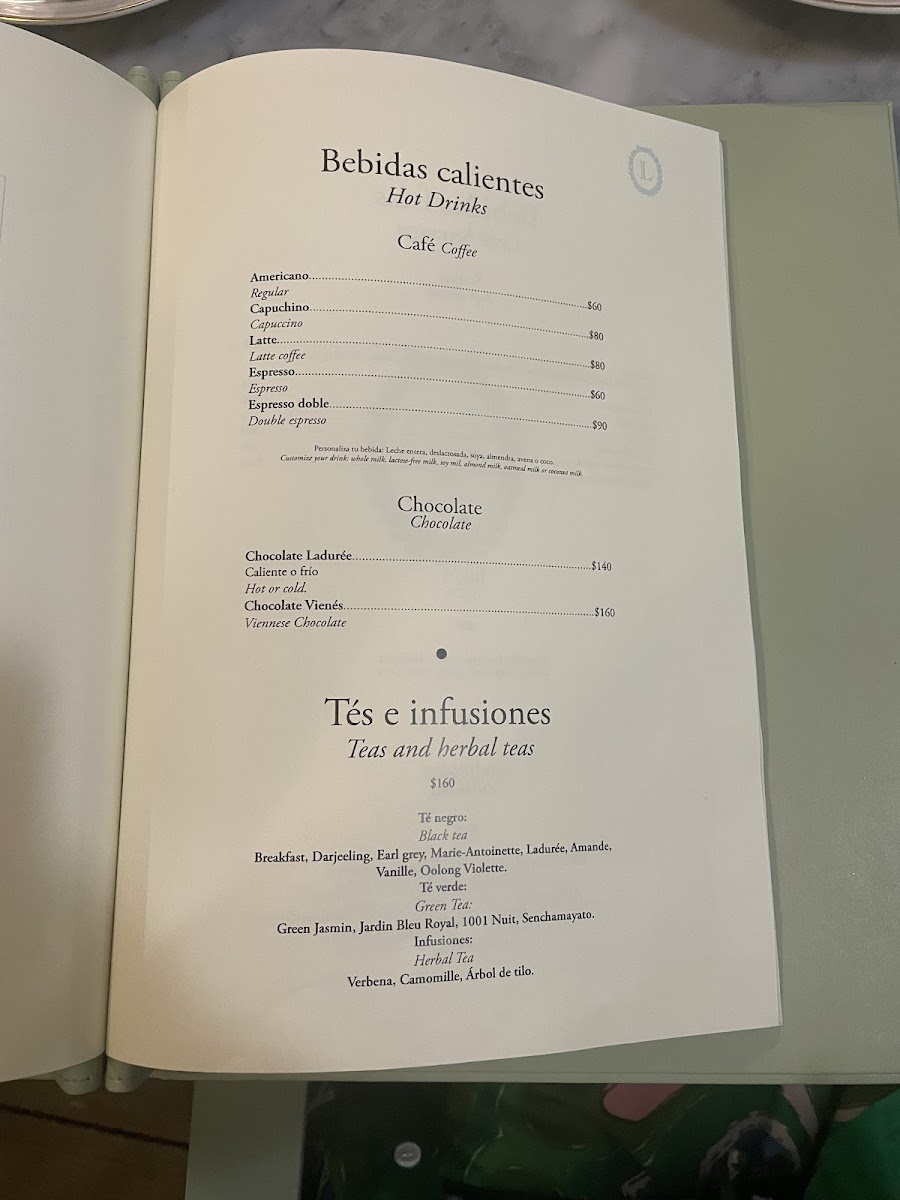 L
Bebidas calientes
Hot Drinks
Café Coffee
Americano........................$60
Regular
Capuchino........................$80
Capuccino
Latte........................$80
Latte coffee
Espresso........................$60
Espresso
Espresso doble........................$90
Double espresso
Personaliza tu bebida: Leche entera, deslactosada, soya, almendra, avena o coco.
Customize your drink: whole milk, lactose-free milk, soy mil, almond milk, oatmeal milk or coconut milk.
Chocolate
Chocolate
Chocolate Ladurée........................$140
Caliente o frío
Hot or cold.
Chocolate Vienés........................$160
Viennese Chocolate
Tés e infusiones
Teas and herbal teas
$160
Té negro:
Black tea
Breakfast, Darjeeling, Earl grey, Marie-Antoinette, Ladurée, Amande,
Vanille, Oolong Violette.
Té verde:
Green Tea:
Green Jasmin, Jardin Bleu Royal, 1001 Nuit, Senchamayato.
Infusiones:
Herbal Tea
Verbena, Camomille, Árbol de tilo.